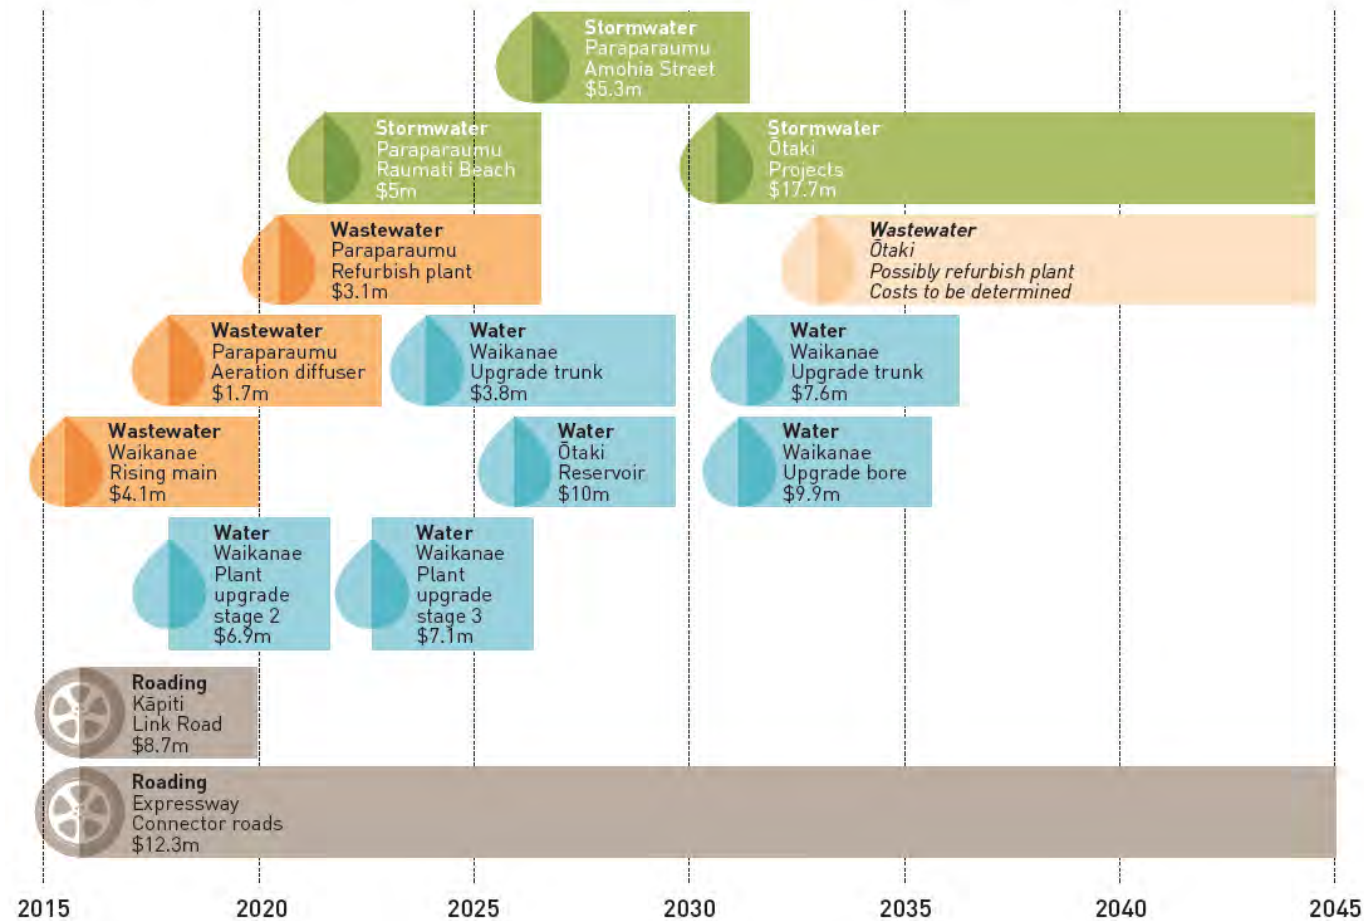 Stormwater
Paraparaumu
Amohia Street
$5.3m
Stormwater
Paraparaumu
Raumati Beach
$5m
Stormwater
Ōtaki
Projects
$17.7m
Wastewater
Paraparaumu
Refurbish plant
$3.1m
Wastewater
Ōtaki
Possibly refurbish plant
Costs to be determined
Wastewater
Paraparaumu
Aeration diffuser
$1.7m
Water
Waikanae
Upgrade trunk
$3.8m
Water
Waikanae
Upgrade trunk
$7.6m
Wastewater
Waikanae
Rising main
$4.1m
Water
Ōtaki
Reservoir
$10m
Water
Waikanae
Upgrade bore
$9.9m
Water
Waikanae
Plant
upgrade
stage 2
$6.9m
Water
Waikanae
Plant
upgrade
stage 3
$7.1m
Roading
Kāpiti
Link Road
$8.7m
Roading
Expressway
Connector roads
$12.3m
2015 2020 2025 2030 2035 2040 2045